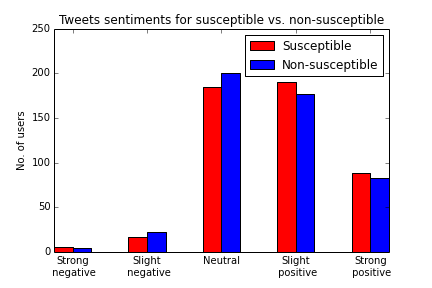 Tweets sentiments for susceptible vs. non-susceptible
250
200
150
100
50
0
No. of users
Susceptible
Non-susceptible
Strong
negative
Slight
negative
Neutral
Slight
positive
Strong
positive